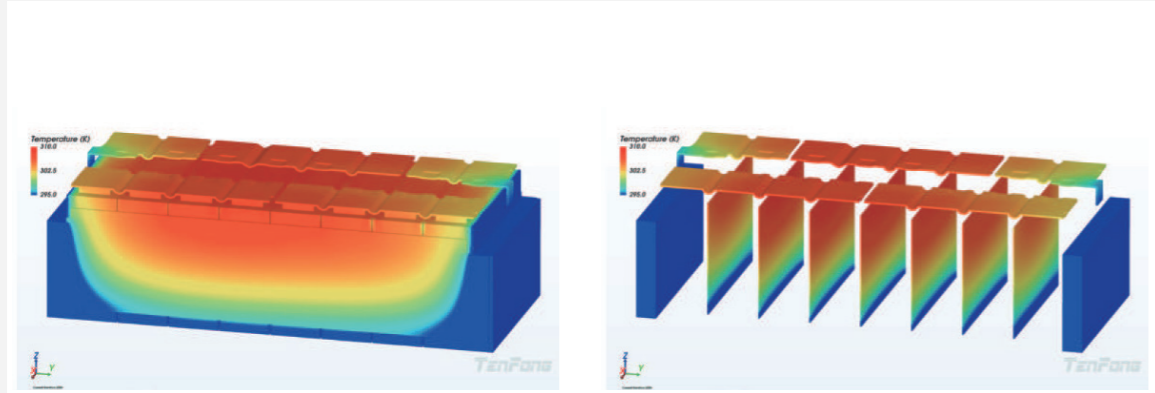 Temperature (K)
310.0
302.5
295.0
Z
X
Y
TenFong
Temperature (K)
310.0
302.5
295.0
Z
X
Y
TenFong